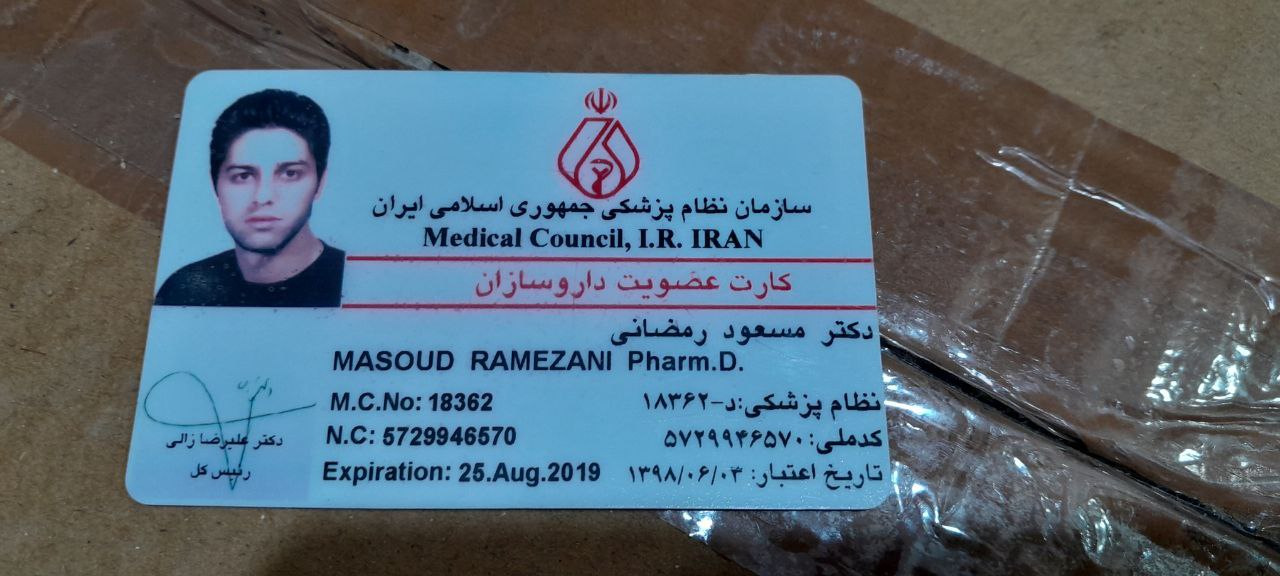 سازمان نظام پزشکی جمهوری اسلامی ایران
Medical Council, I.R. IRAN
کارت عضویت داروسازان
دکتر مسعود رمضانی
MASOUD RAMEZANI Pharm.D.
M.C.No: 18362
نظام پزشکی:د-۱۸۳۶۲
N.C: 5729946570
کدملی: ۵۷۲۹۹۴۶۵۷۰
Expiration: 25.Aug.2019
تاریخ اعتبار: ۱۳۹۸/۰۶/۰۳
دکتر علیرضا زالی
رئیس کل